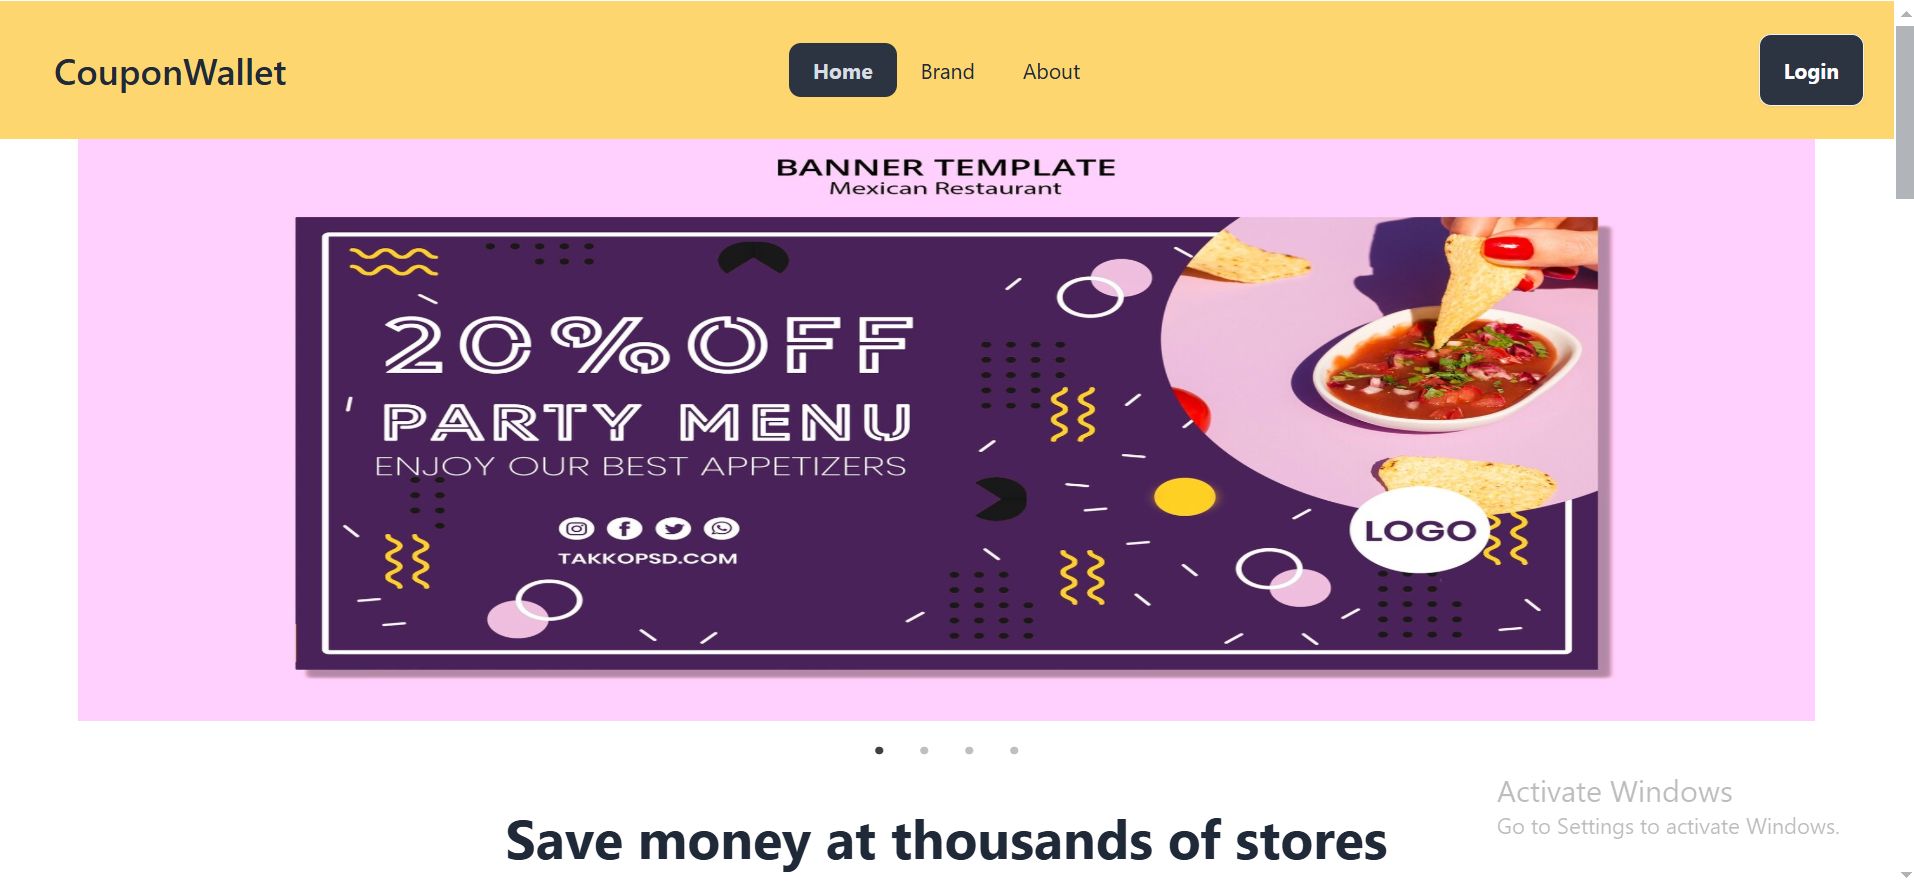 CouponWallet
Home
Brand
About
Login
BANNER TEMPLATE
Mexican Restaurant
20%OFF
PARTY MENU
ENJOY OUR BEST APPETIZERS
TAKKOPSD.COM
LOGO
Save money at thousands of stores
Activate Windows
Go to Settings to activate Windows.